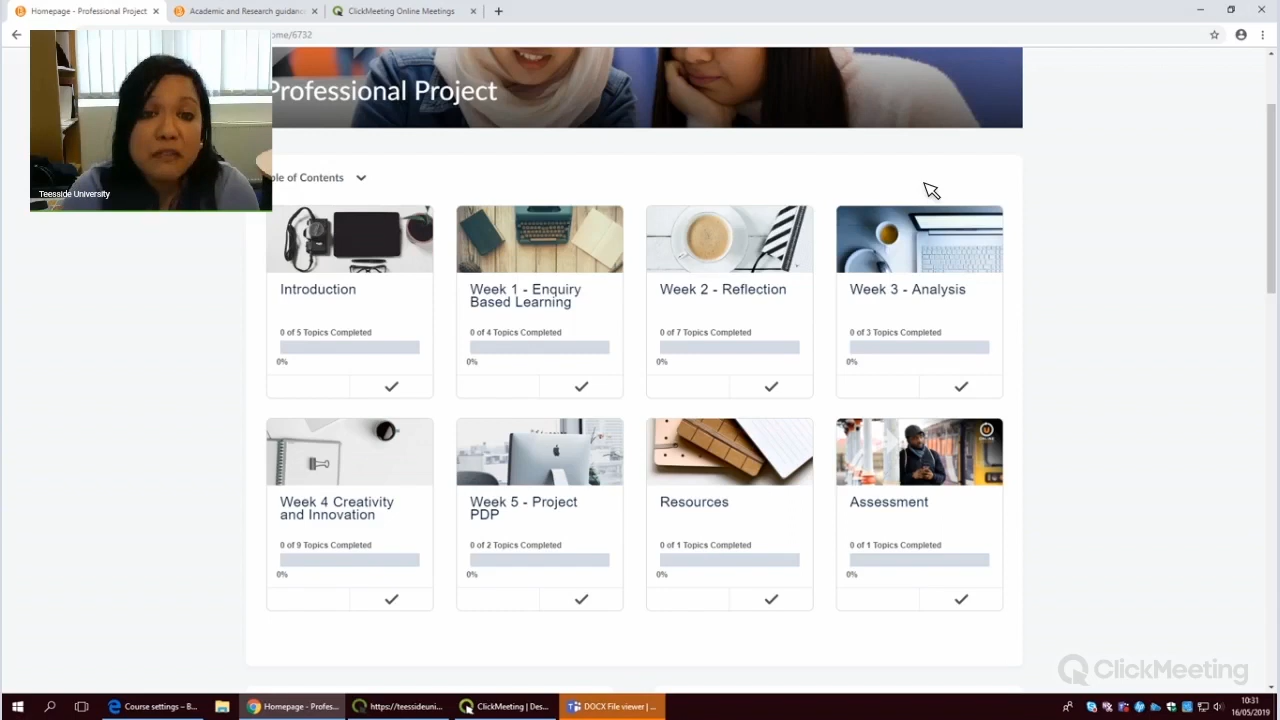 Homepage - Professional Project
Academic and Research guidance
ClickMeeting Online Meetings
ome/6732
Professional Project
Teesside University
ble of Contents
Introduction
0 of 5 Topics Completed
0%
Week 1 - Enquiry
Based Learning
0 of 4 Topics Completed
0%
Week 2 - Reflection
0 of 7 Topics Completed
0%
Week 3 - Analysis
0 of 3 Topics Completed
0%
Week 4 Creativity
and Innovation
0 of 9 Topics Completed
0%
Week 5 - Project
PDP
0 of 2 Topics Completed
0%
Resources
0 of 1 Topics Completed
0%
Assessment
0 of 1 Topics Completed
0%
ClickMeeting
Course settings – B...
Homepage - Profes...
https://teessideuni...
ClickMeeting | Des...
DOCX File viewer | ...
10:31
16/05/2019